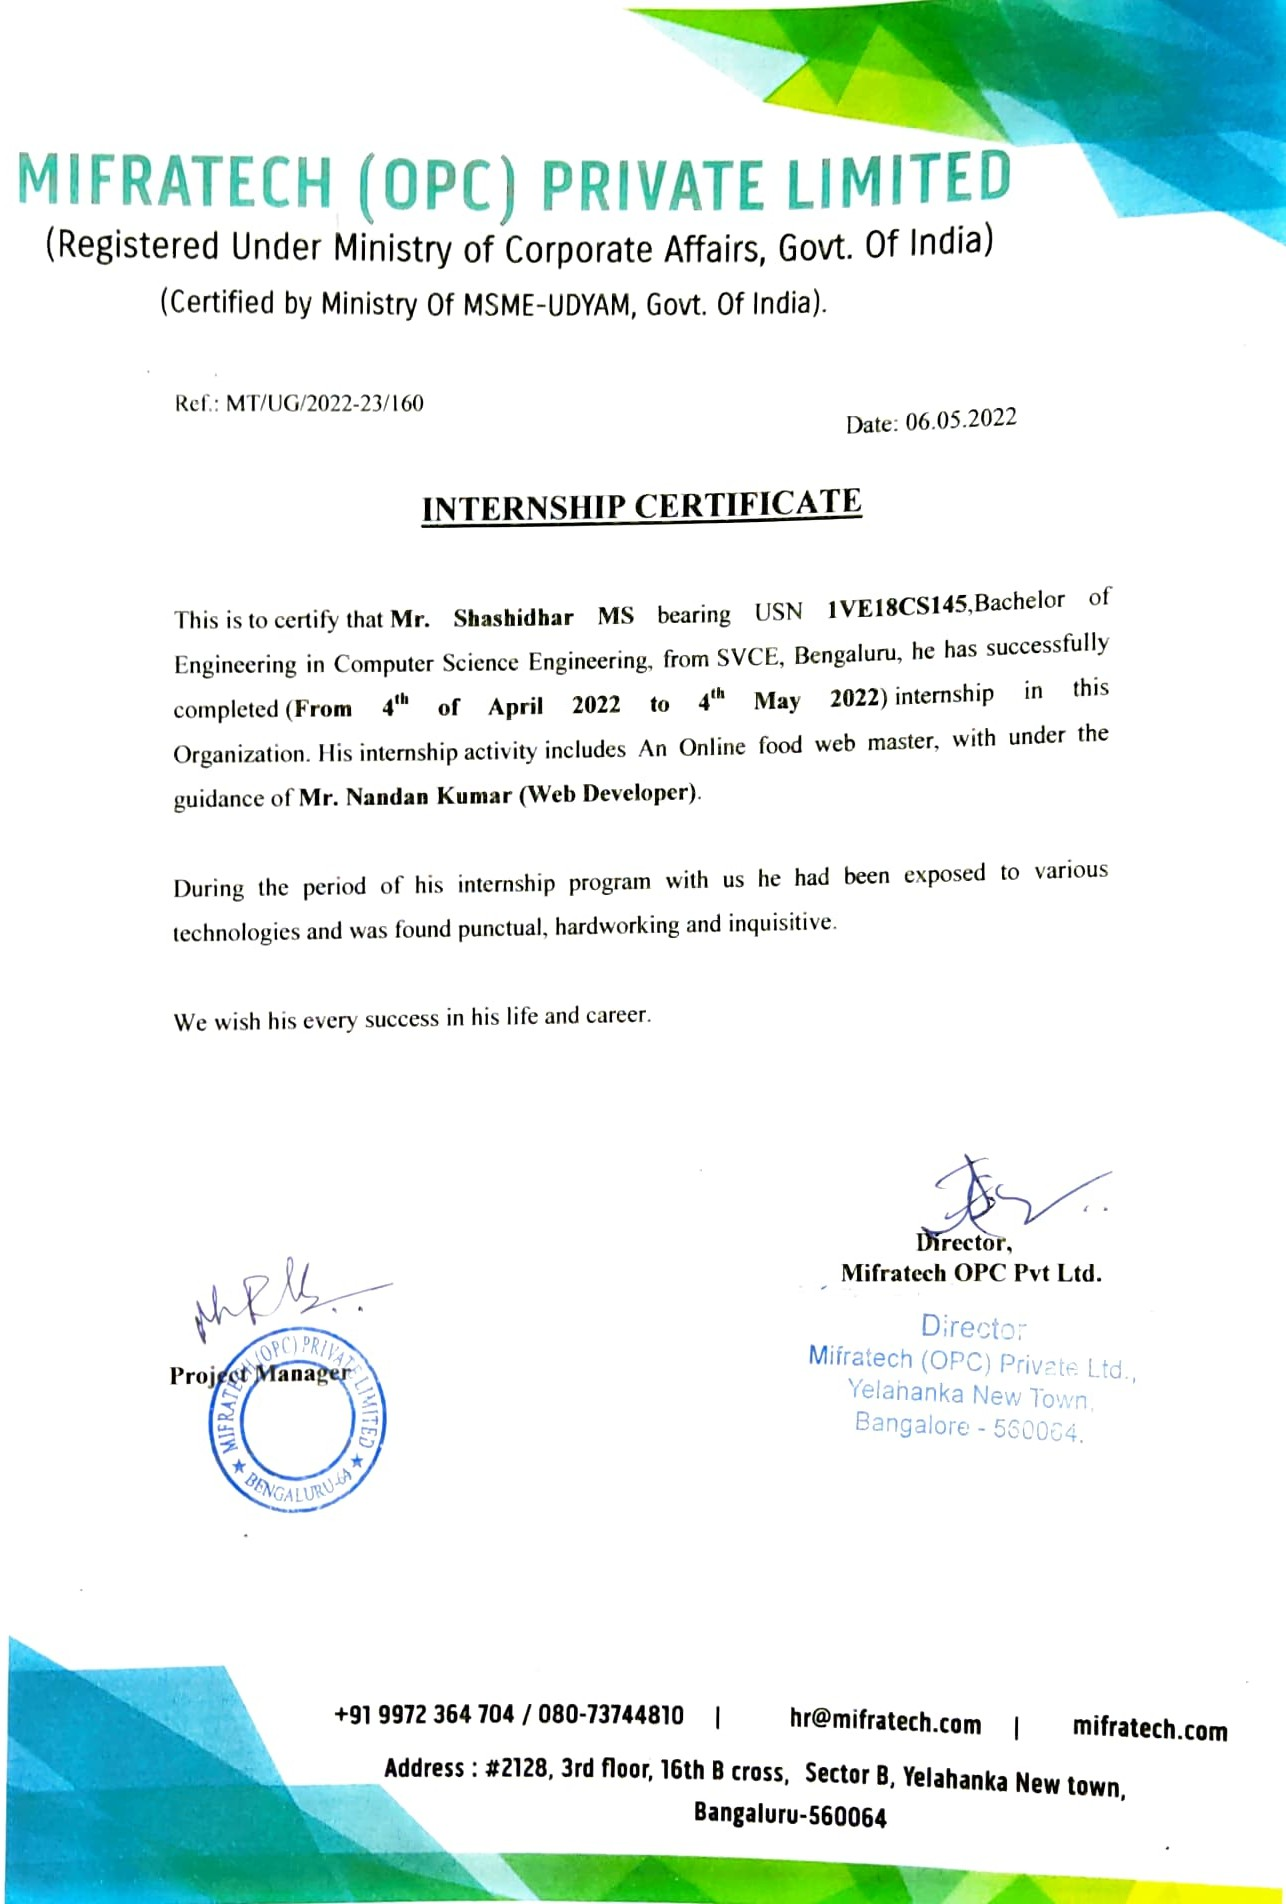 MIFRATECH (OPC) PRIVATE LIMITED
(Registered Under Ministry of Corporate Affairs, Govt. Of India)
(Certified by Ministry Of MSME-UDYAM, Govt. Of India).
Ref.: MT/UG/2022-23/160
Date: 06.05.2022
INTERNSHIP CERTIFICATE
This is to certify that Mr. Shashidhar MS bearing USN 1VE18CS145,Bachelor of
Engineering in Computer Science Engineering, from SVCE, Bengaluru, he has successfully
completed (From 4th of April 2022 to 4th May 2022) internship in this
Organization. His internship activity includes An Online food web master, with under the
guidance of Mr. Nandan Kumar (Web Developer).
During the period of his internship program with us he had been exposed to various
technologies and was found punctual, hardworking and inquisitive.
We wish his every success in his life and career.
Director,
Mifratech OPC Pvt Ltd.
Director
Mifratech (OPC) Private Ltd.,
Yelahanka New Town,
Bangalore - 560064.
Project Manager
MIFRATECH (OPC) PRIVATE LIMITED
★ BENGALURU-64 ★
+91 9972 364 704 / 080-73744810 | hr@mifratech.com | mifratech.com
Address : #2128, 3rd floor, 16th B cross, Sector B, Yelahanka New town,
Bangaluru-560064